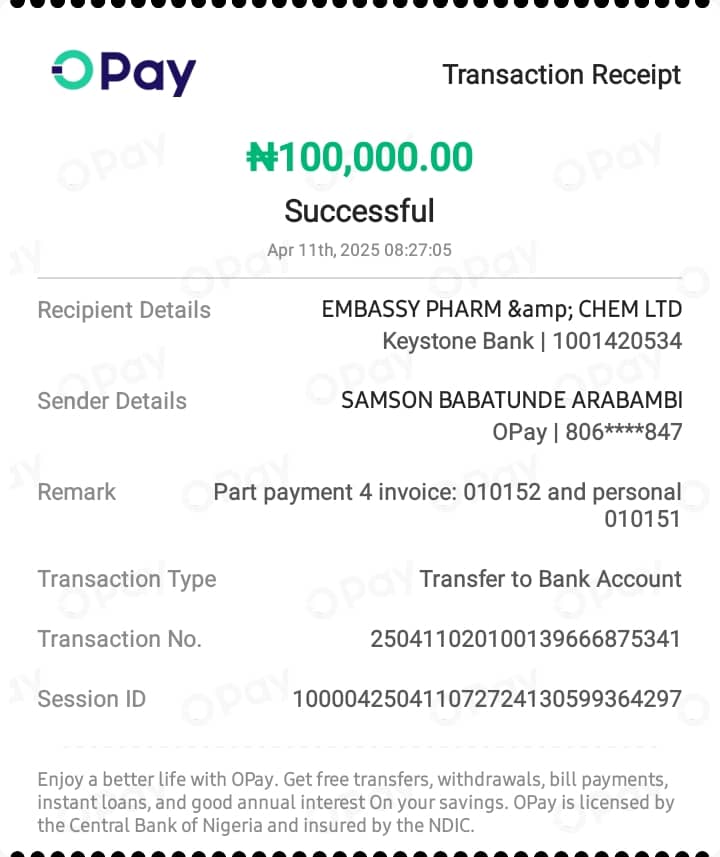 OPay
Transaction Receipt
₦100,000.00
Successful
Apr 11th, 2025 08:27:05
Recipient Details
EMBASSY PHARM &amp; CHEM LTD
Keystone Bank | 1001420534
Sender Details
SAMSON BABATUNDE ARABAMBI
OPay | 806****847
Remark
Part payment 4 invoice: 010152 and personal
010151
Transaction Type
Transfer to Bank Account
Transaction No.
250411020100139666875341
Session ID
100004250411072724130599364297
Enjoy a better life with OPay. Get free transfers, withdrawals, bill payments,
instant loans, and good annual interest On your savings. OPay is licensed by
the Central Bank of Nigeria and insured by the NDIC.